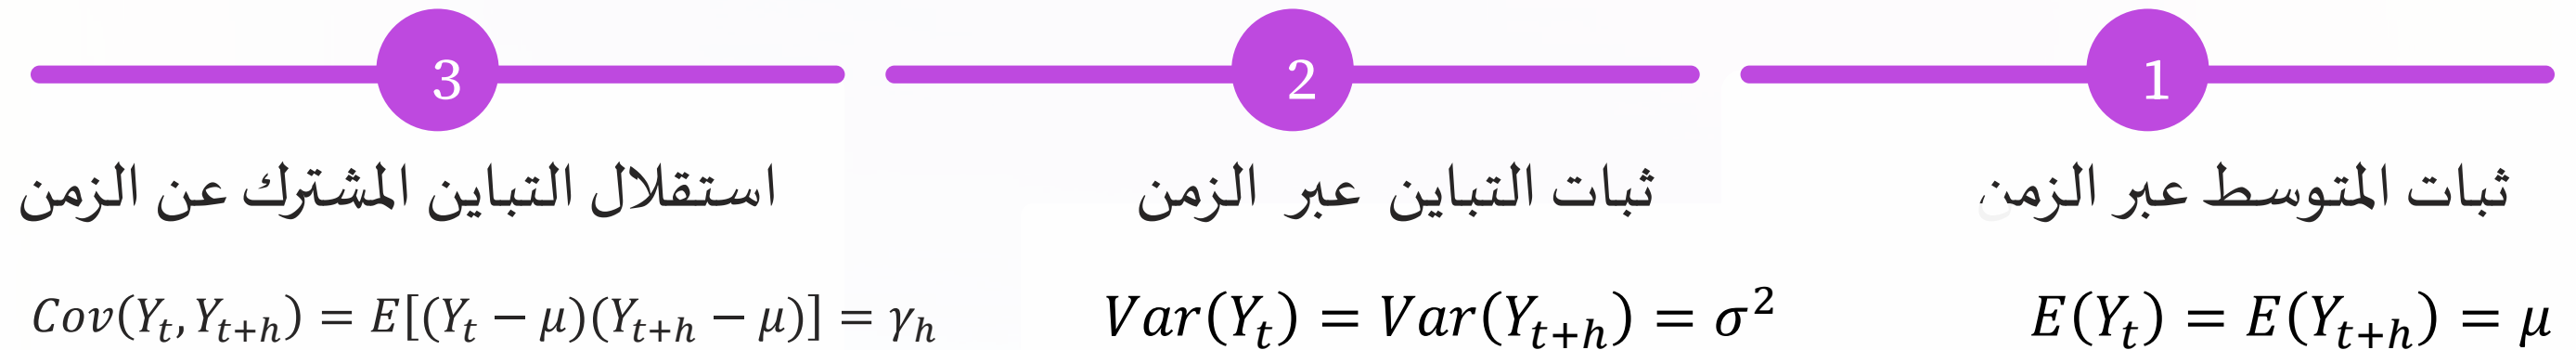 1
ثبات المتوسط عبر الزمن
E(Y_t) = E(Y_{t+h}) = μ
2
ثبات التباين عبر الزمن
Var(Y_t) = Var(Y_{t+h}) = σ²
3
استقلال التباين المشترك عن الزمن
Cov(Y_t, Y_{t+h}) = E[(Y_t − μ)(Y_{t+h} − μ)] = γ_h